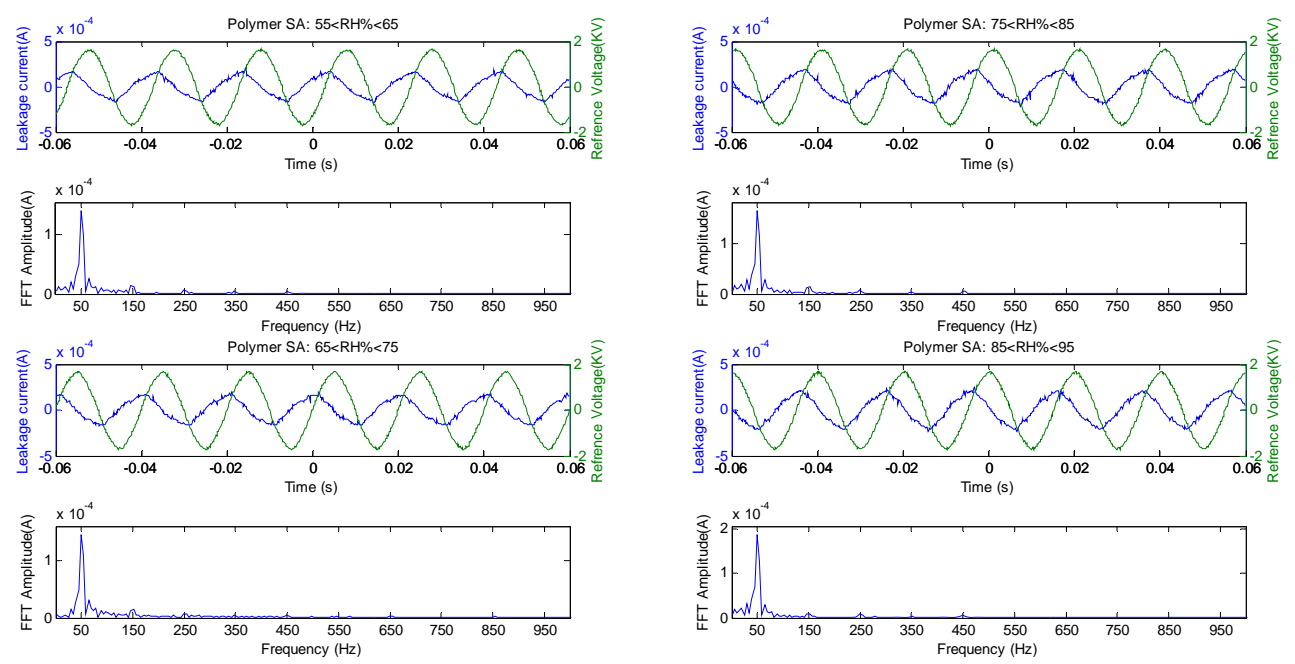 Polymer SA: 55<RH%<65
x 10^-4
Leakage current(A)
5
0
-5
2
0
-2
Refrence Voltage(KV)
-0.06 -0.04 -0.02 0 0.02 0.04 0.06
Time (s)
x 10^-4
FFT Amplitude(A)
1
0
50 150 250 350 450 550 650 750 850 950
Frequency (Hz)
Polymer SA: 75<RH%<85
x 10^-4
Leakage current(A)
5
0
-5
2
0
-2
Refrence Voltage(KV)
-0.06 -0.04 -0.02 0 0.02 0.04 0.06
Time (s)
x 10^-4
FFT Amplitude(A)
1
0
50 150 250 350 450 550 650 750 850 950
Frequency (Hz)
Polymer SA: 65<RH%<75
x 10^-4
Leakage current(A)
5
0
-5
2
0
-2
Refrence Voltage(KV)
-0.06 -0.04 -0.02 0 0.02 0.04 0.06
Time (s)
x 10^-4
FFT Amplitude(A)
1
0
50 150 250 350 450 550 650 750 850 950
Frequency (Hz)
Polymer SA: 85<RH%<95
x 10^-4
Leakage current(A)
5
0
-5
2
0
-2
Refrence Voltage(KV)
-0.06 -0.04 -0.02 0 0.02 0.04 0.06
Time (s)
x 10^-4
FFT Amplitude(A)
2
1
0
50 150 250 350 450 550 650 750 850 950
Frequency (Hz)